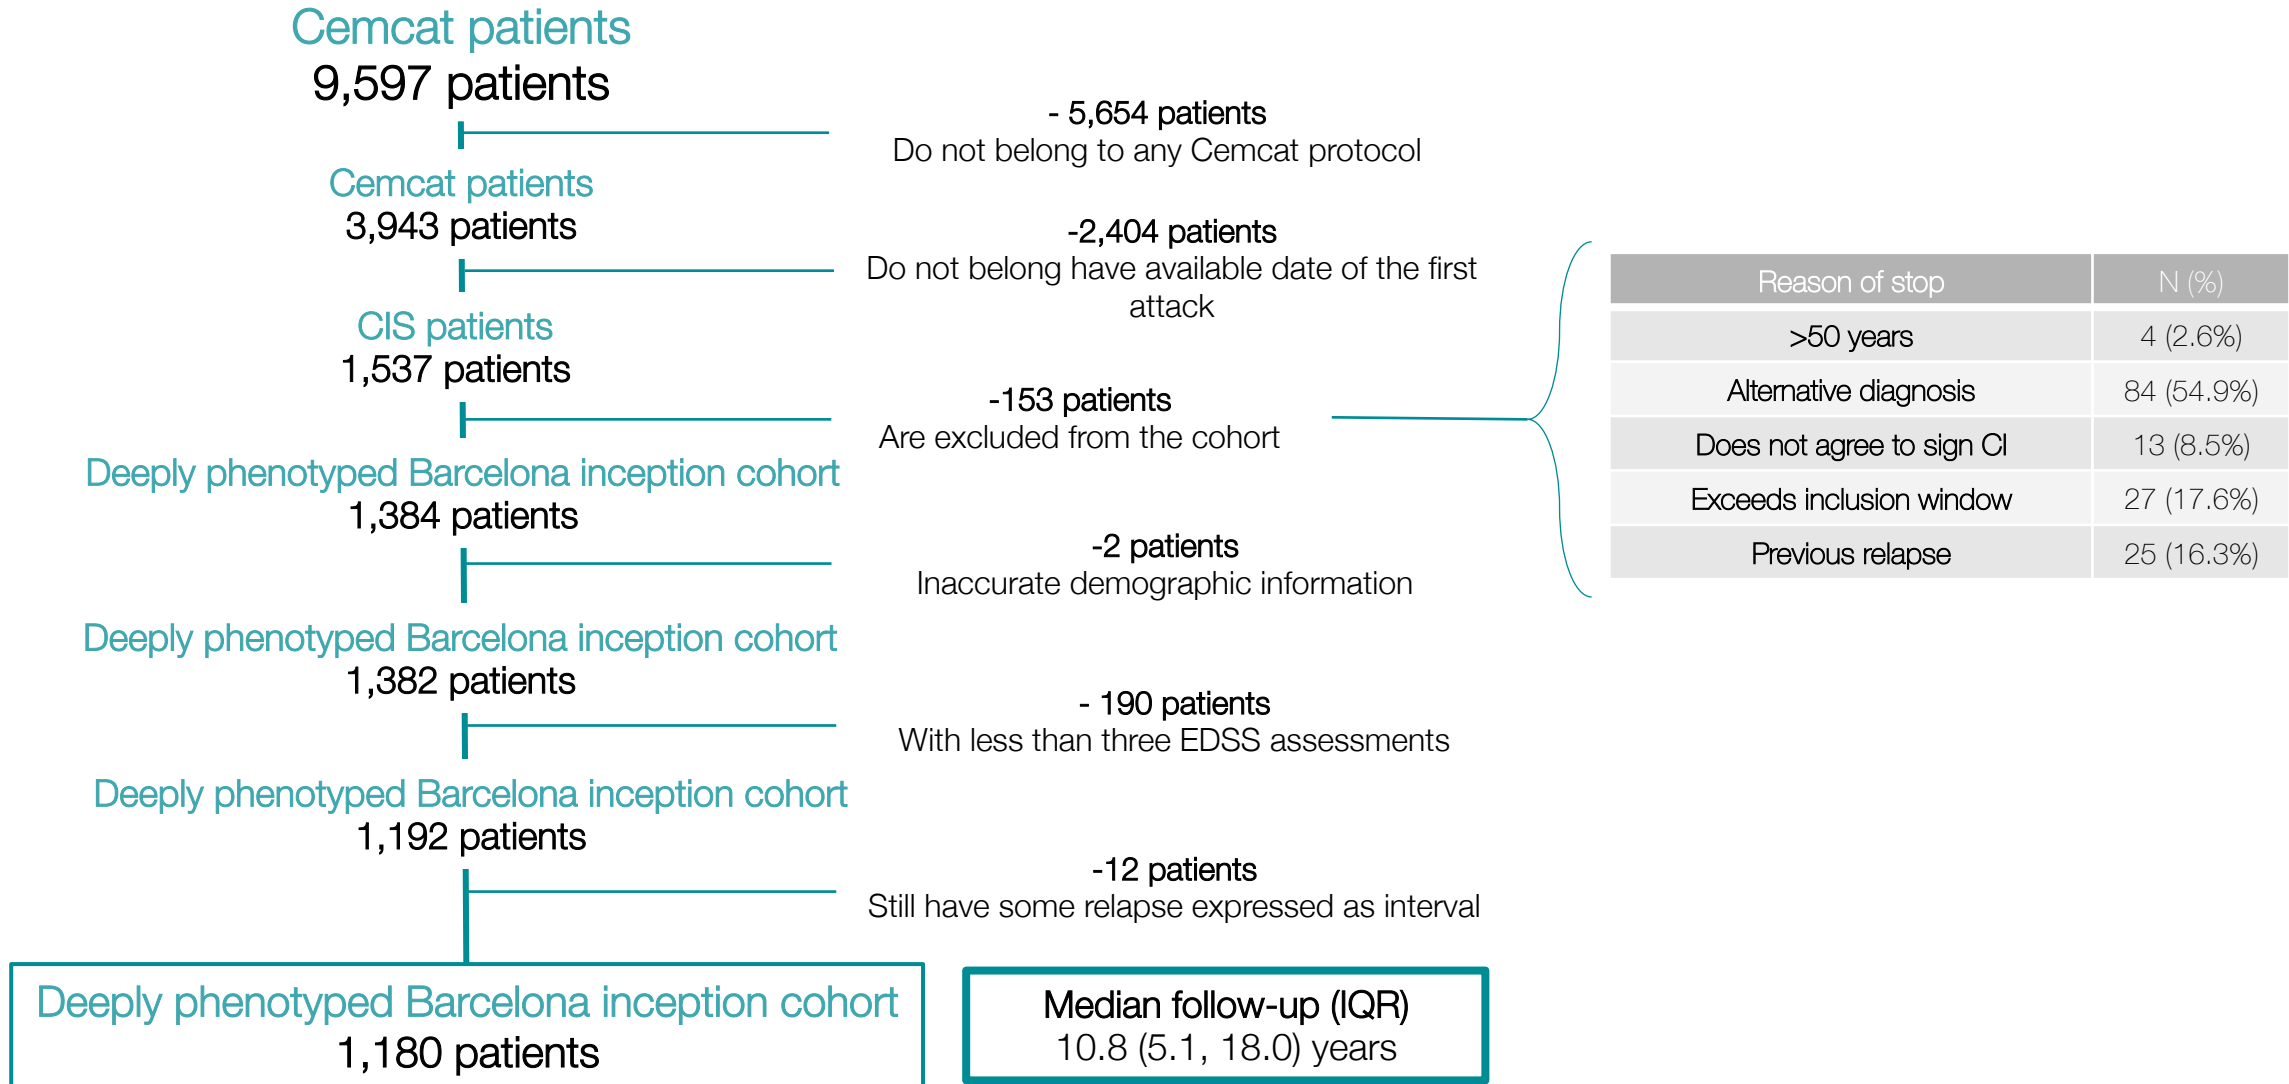 Cemcat patients
9,597 patients
- 5,654 patients
Do not belong to any Cemcat protocol
Cemcat patients
3,943 patients
-2,404 patients
Do not belong have available date of the first
attack
CIS patients
1,537 patients
-153 patients
Are excluded from the cohort
Reason of stop N (%)
>50 years 4 (2.6%)
Alternative diagnosis 84 (54.9%)
Does not agree to sign CI 13 (8.5%)
Exceeds inclusion window 27 (17.6%)
Previous relapse 25 (16.3%)
Deeply phenotyped Barcelona inception cohort
1,384 patients
-2 patients
Inaccurate demographic information
Deeply phenotyped Barcelona inception cohort
1,382 patients
- 190 patients
With less than three EDSS assessments
Deeply phenotyped Barcelona inception cohort
1,192 patients
-12 patients
Still have some relapse expressed as interval
Deeply phenotyped Barcelona inception cohort
1,180 patients
Median follow-up (IQR)
10.8 (5.1, 18.0) years